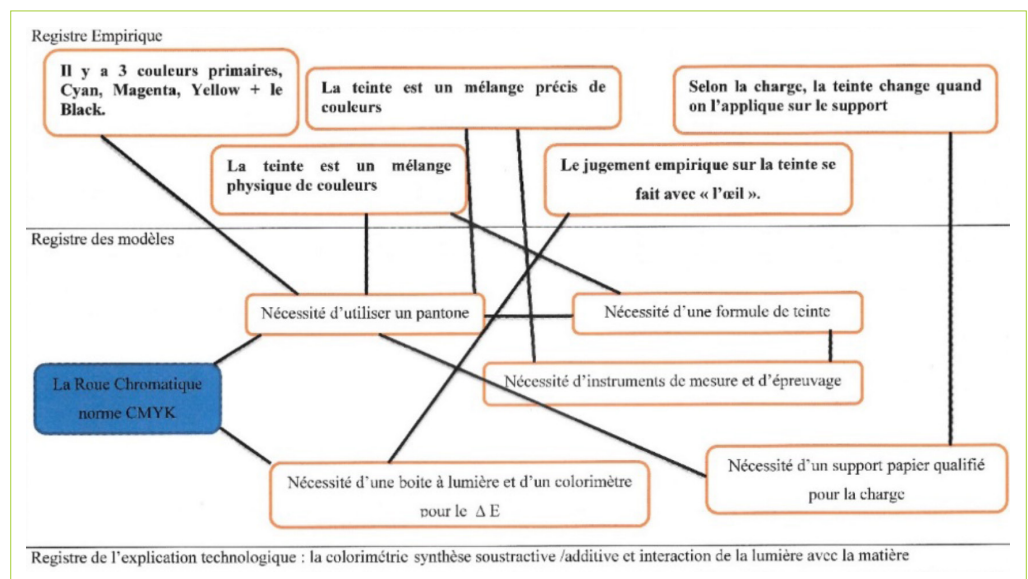 Registre Empirique
Il y a 3 couleurs primaires,
Cyan, Magenta, Yellow + le
Black.
La teinte est un mélange précis de
couleurs
Selon la charge, la teinte change quand
on l'applique sur le support
La teinte est un mélange
physique de couleurs
Le jugement empirique sur la teinte se
fait avec « l'œil ».
Registre des modèles
Nécessité d'utiliser un pantone
Nécessité d'une formule de teinte
La Roue Chromatique
norme CMYK
Nécessité d'instruments de mesure et d'épreuvage
Nécessité d'une boite à lumière et d'un colorimètre
pour le Δ E
Nécessité d'un support papier qualifié
pour la charge
Registre de l'explication technologique : la colorimétric synthèse soustractive /additive et interaction de la lumière avec la matière